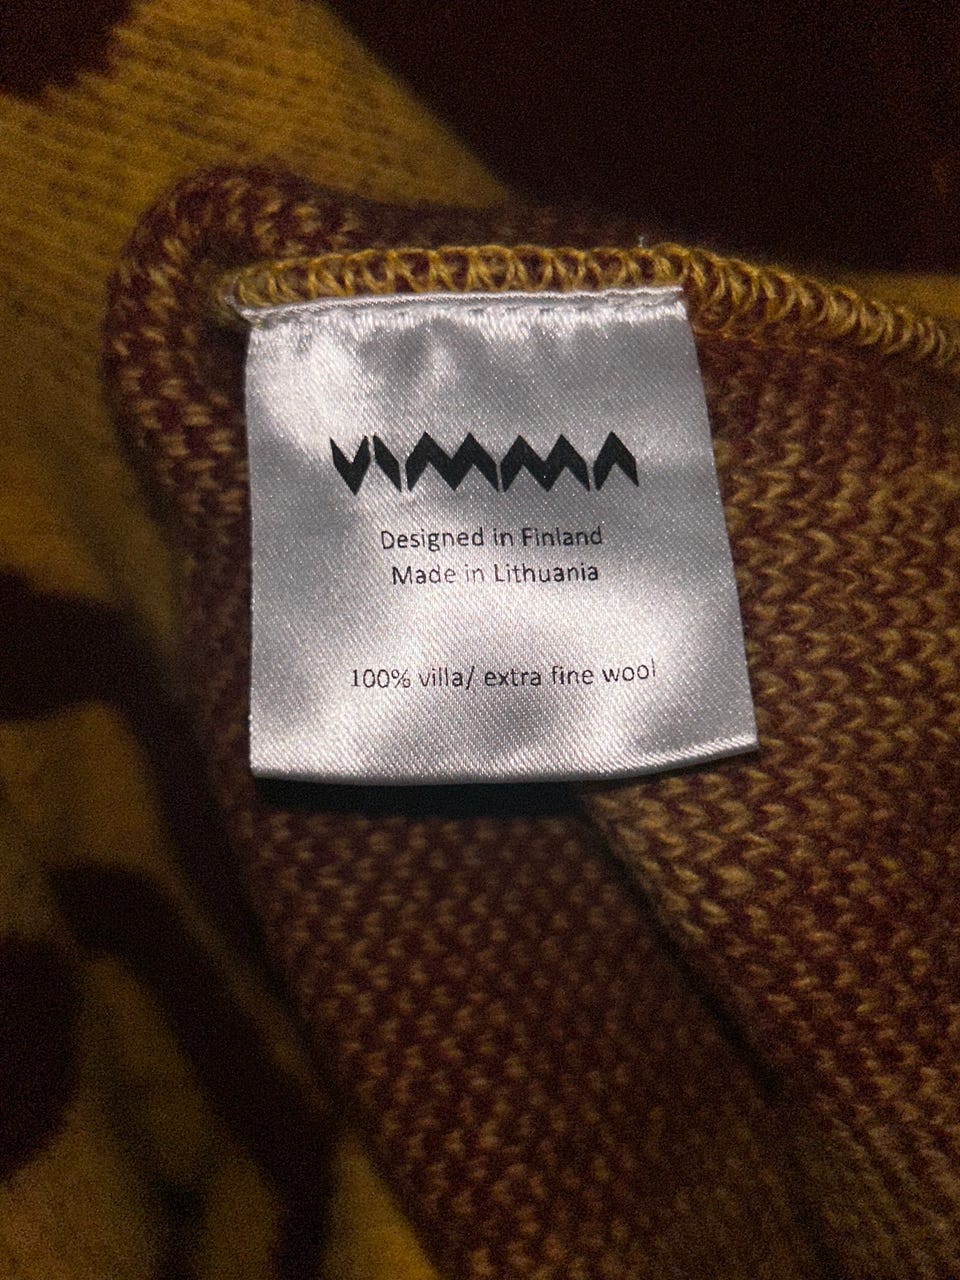 VIMMA
Designed in Finland
Made in Lithuania
100% villa/ extra fine wool